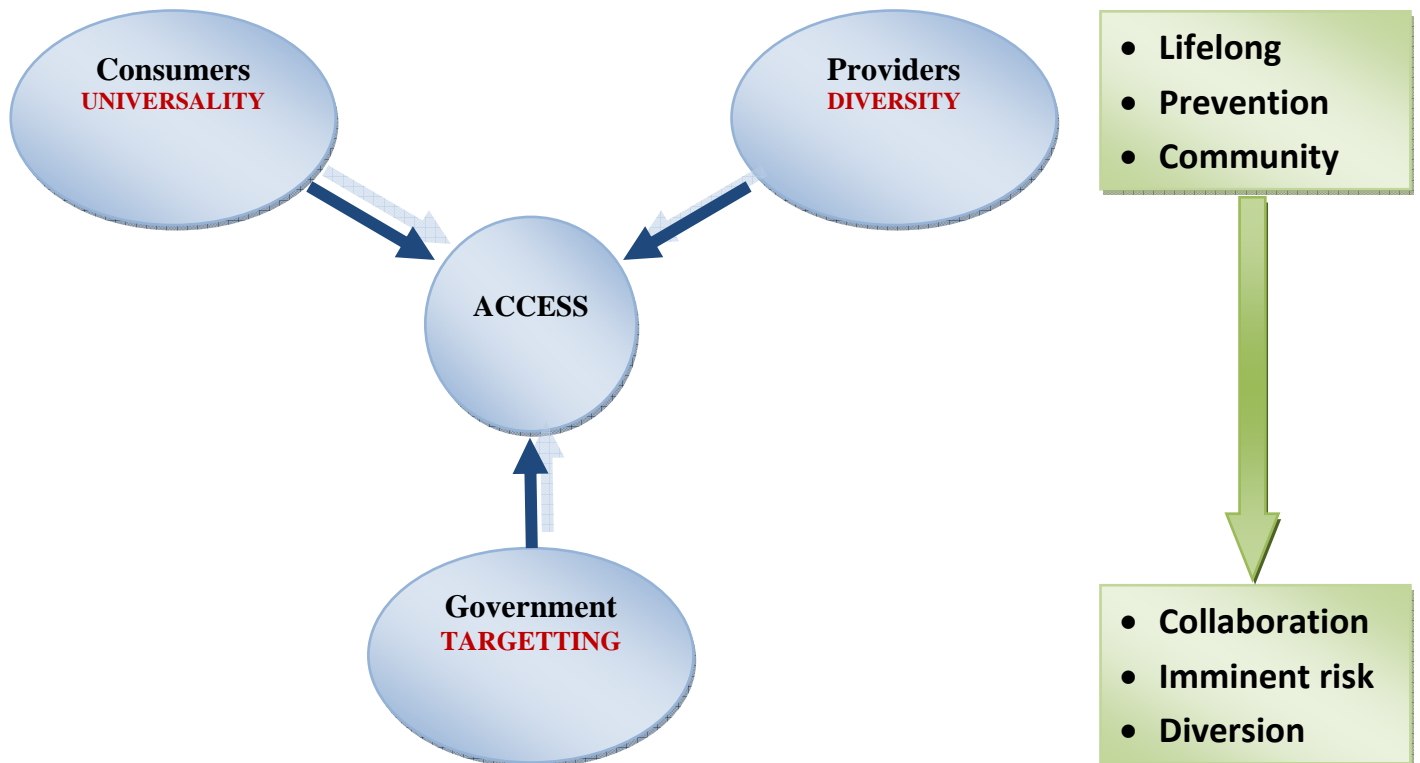 Consumers
UNIVERSALITY
Providers
DIVERSITY
ACCESS
Government
TARGETTING
• Lifelong
• Prevention
• Community
• Collaboration
• Imminent risk
• Diversion